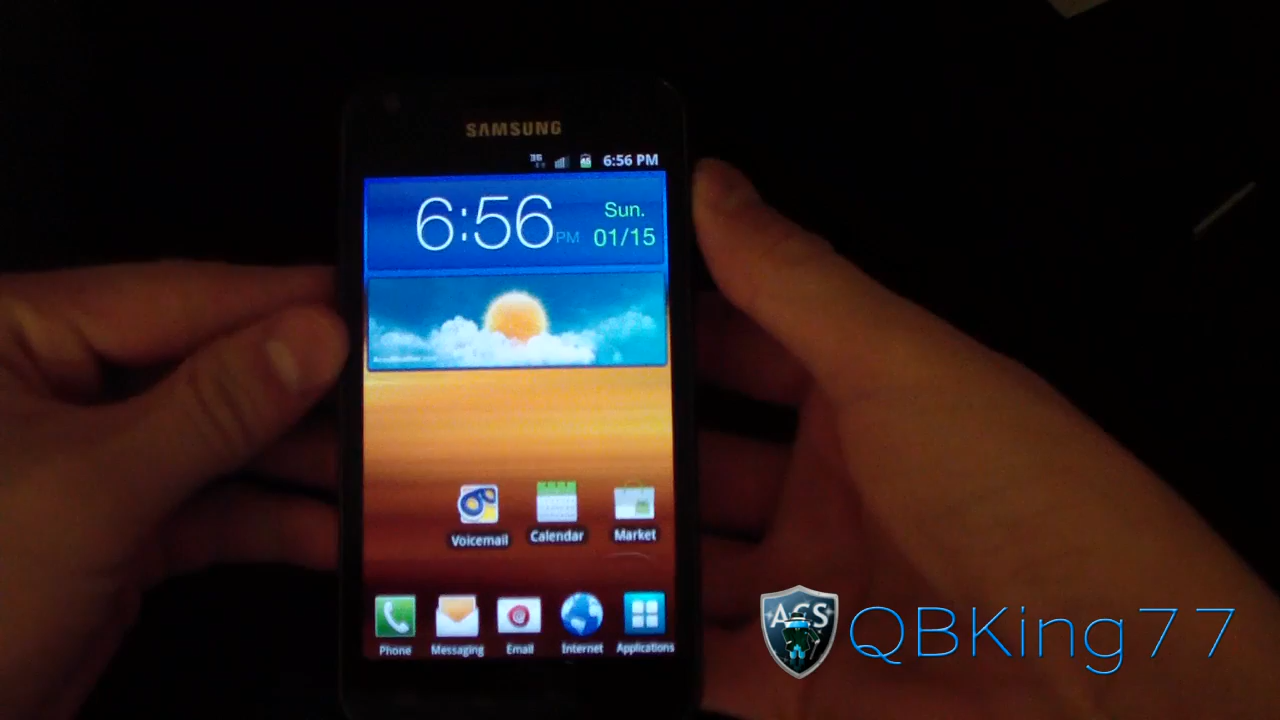 SAMSUNG
3G 6:56 PM
6:56 PM
Sun.
01/15
Voicemail Calendar Market
Phone Messaging Email Internet Applications
ACS
QBKing77